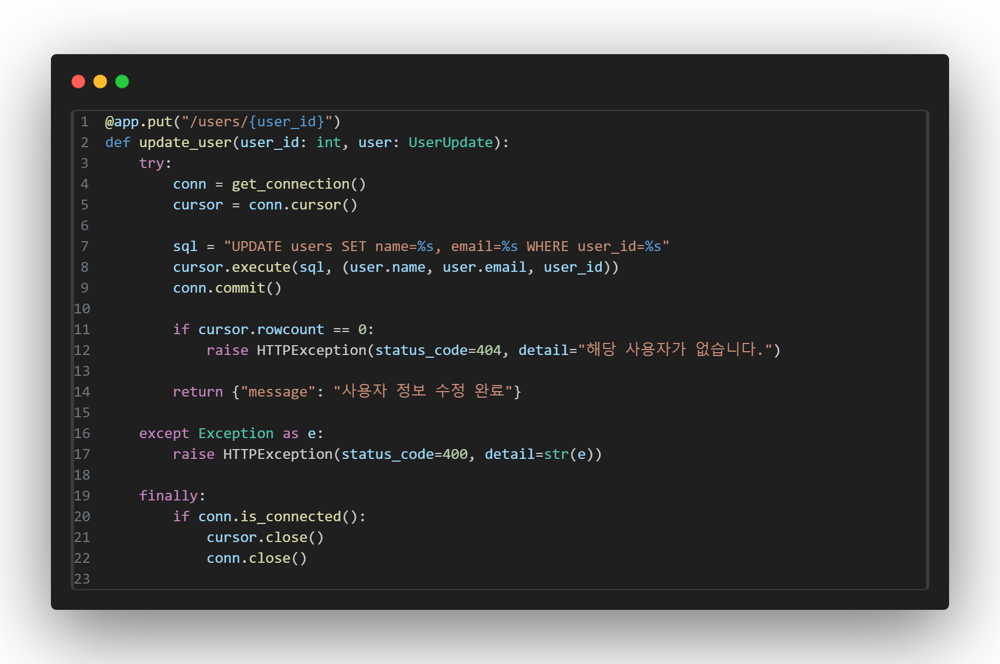 1 @app.put("/users/{user_id}")
2 def update_user(user_id: int, user: UserUpdate):
3     try:
4         conn = get_connection()
5         cursor = conn.cursor()
6
7         sql = "UPDATE users SET name=%s, email=%s WHERE user_id=%s"
8         cursor.execute(sql, (user.name, user.email, user_id))
9         conn.commit()
10
11         if cursor.rowcount == 0:
12             raise HTTPException(status_code=404, detail="해당 사용자가 없습니다.")
13
14         return {"message": "사용자 정보 수정 완료"}
15
16     except Exception as e:
17         raise HTTPException(status_code=400, detail=str(e))
18
19     finally:
20         if conn.is_connected():
21             cursor.close()
22             conn.close()
23